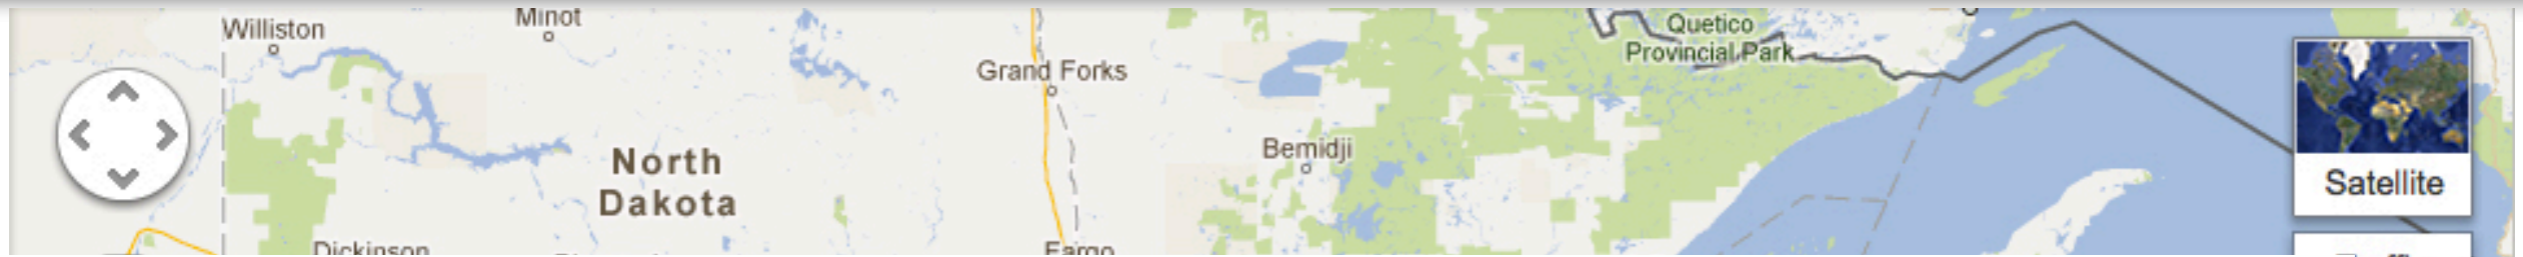 Williston
Minot
Grand Forks
Quetico
Provincial Park
Bemidji
North
Dakota
Satellite
Dickinson
Fargo